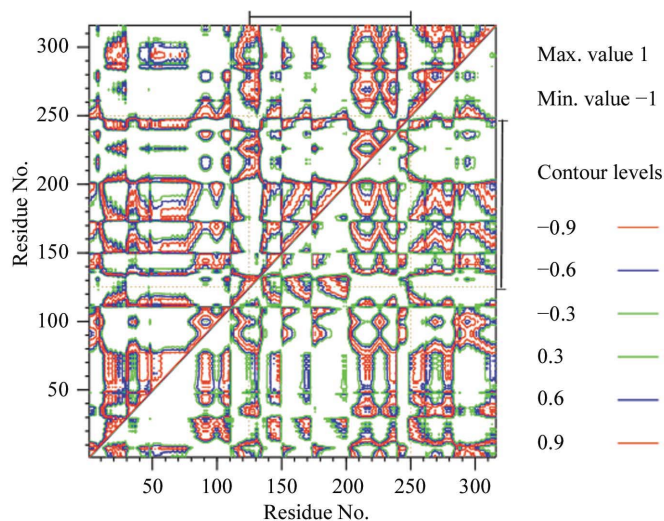 300
250
200
150
100
50
Residue No.
50 100 150 200 250 300
Residue No.
Max. value 1
Min. value −1
Contour levels
−0.9
−0.6
−0.3
0.3
0.6
0.9